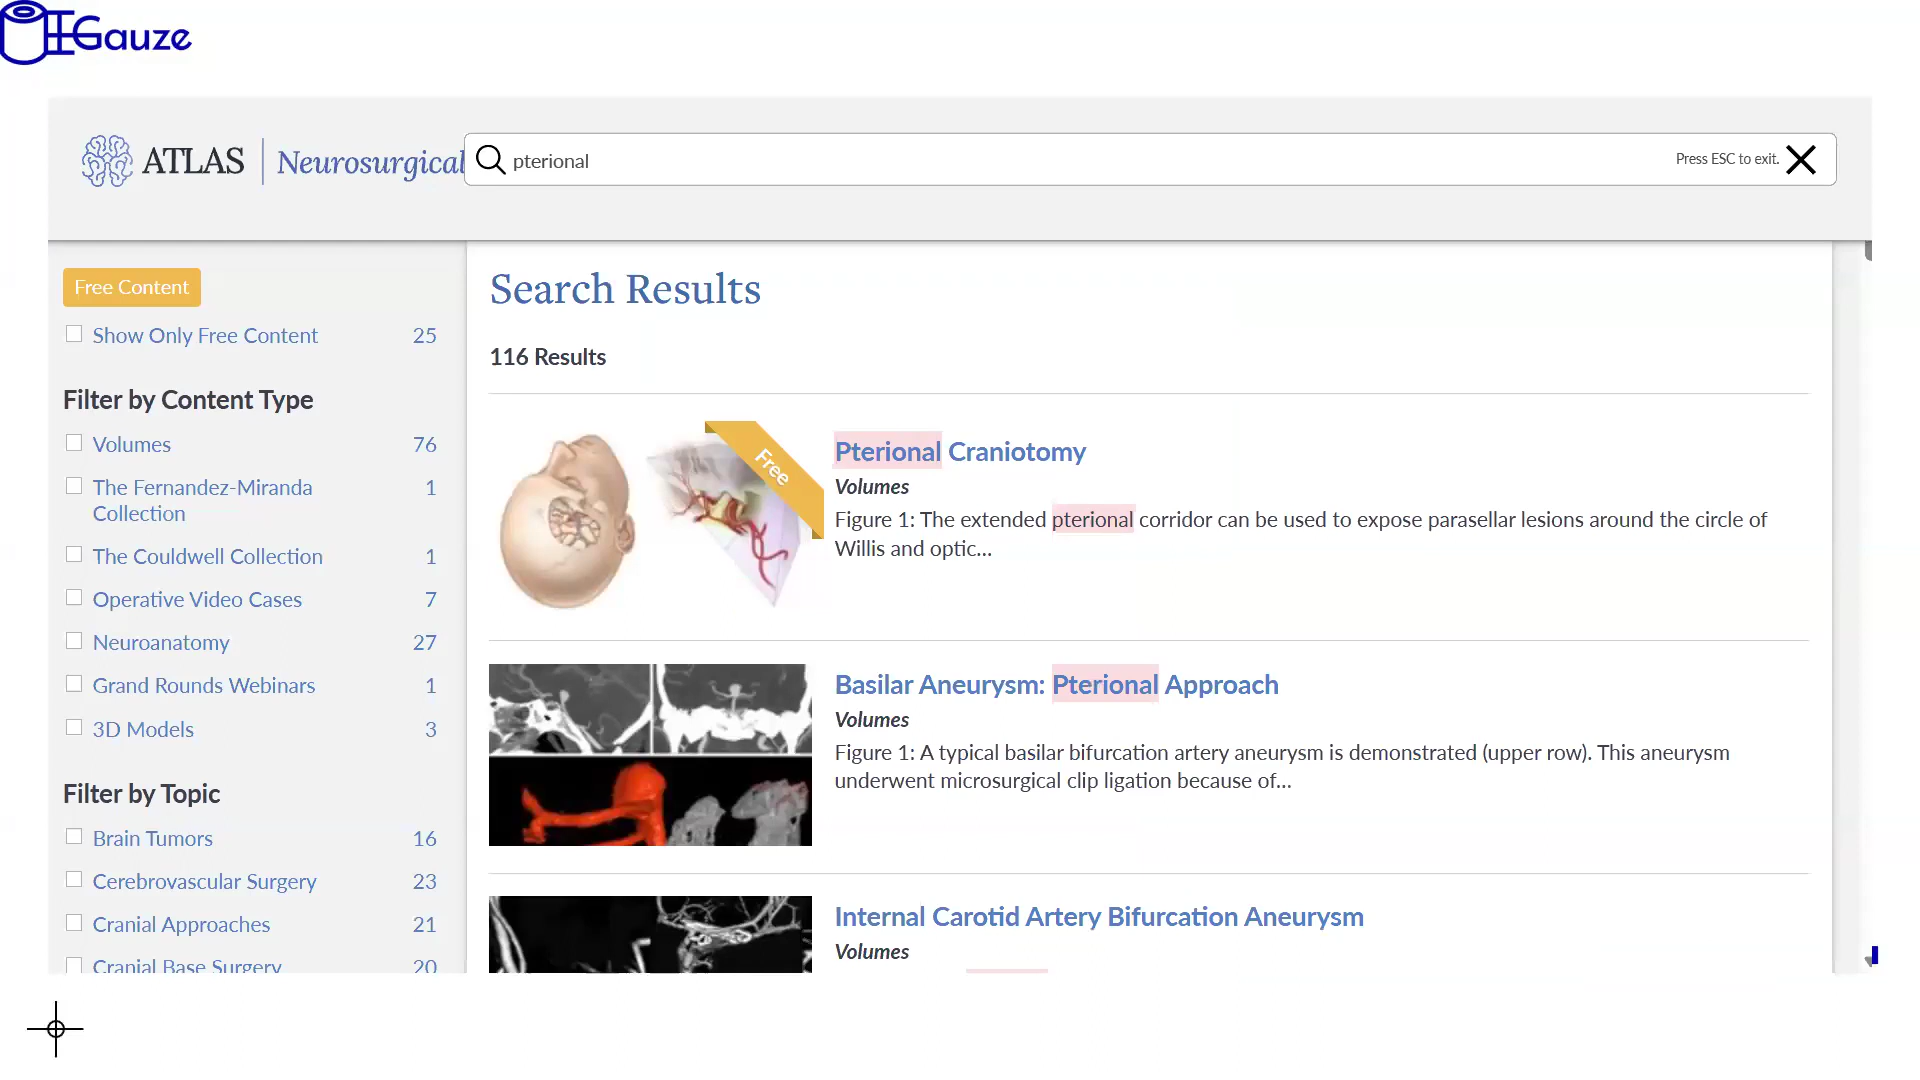 Gauze
ATLAS Neurosurgical
pterional
Press ESC to exit.
Free Content
Show Only Free Content 25
Filter by Content Type
Volumes 76
The Fernandez-Miranda
Collection 1
The Couldwell Collection 1
Operative Video Cases 7
Neuroanatomy 27
Grand Rounds Webinars 1
3D Models 3
Filter by Topic
Brain Tumors 16
Cerebrovascular Surgery 23
Cranial Approaches 21
Cranial Base Surgery 20
Search Results
116 Results
Free
Pterional Craniotomy
Volumes
Figure 1: The extended pterional corridor can be used to expose parasellar lesions around the circle of
Willis and optic...
Basilar Aneurysm: Pterional Approach
Volumes
Figure 1: A typical basilar bifurcation artery aneurysm is demonstrated (upper row). This aneurysm
underwent microsurgical clip ligation because of...
Internal Carotid Artery Bifurcation Aneurysm
Volumes